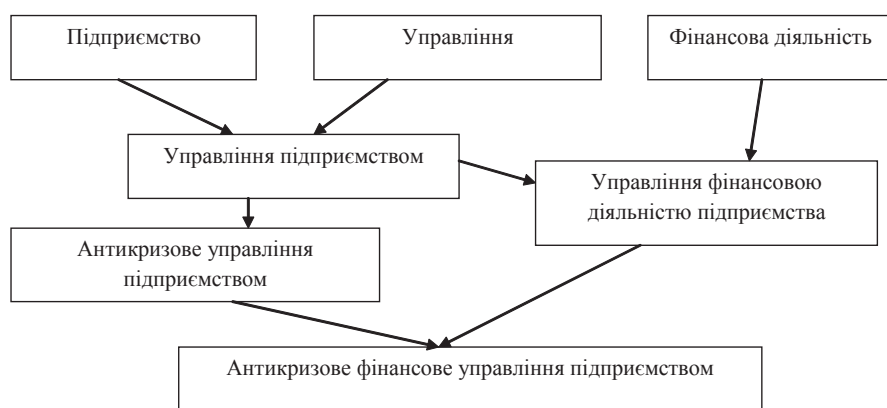 Підприємство
Управління
Фінансова діяльність
Управління підприємством
Управління фінансовою
діяльністю підприємства
Антикризове управління
підприємством
Антикризове фінансове управління підприємством